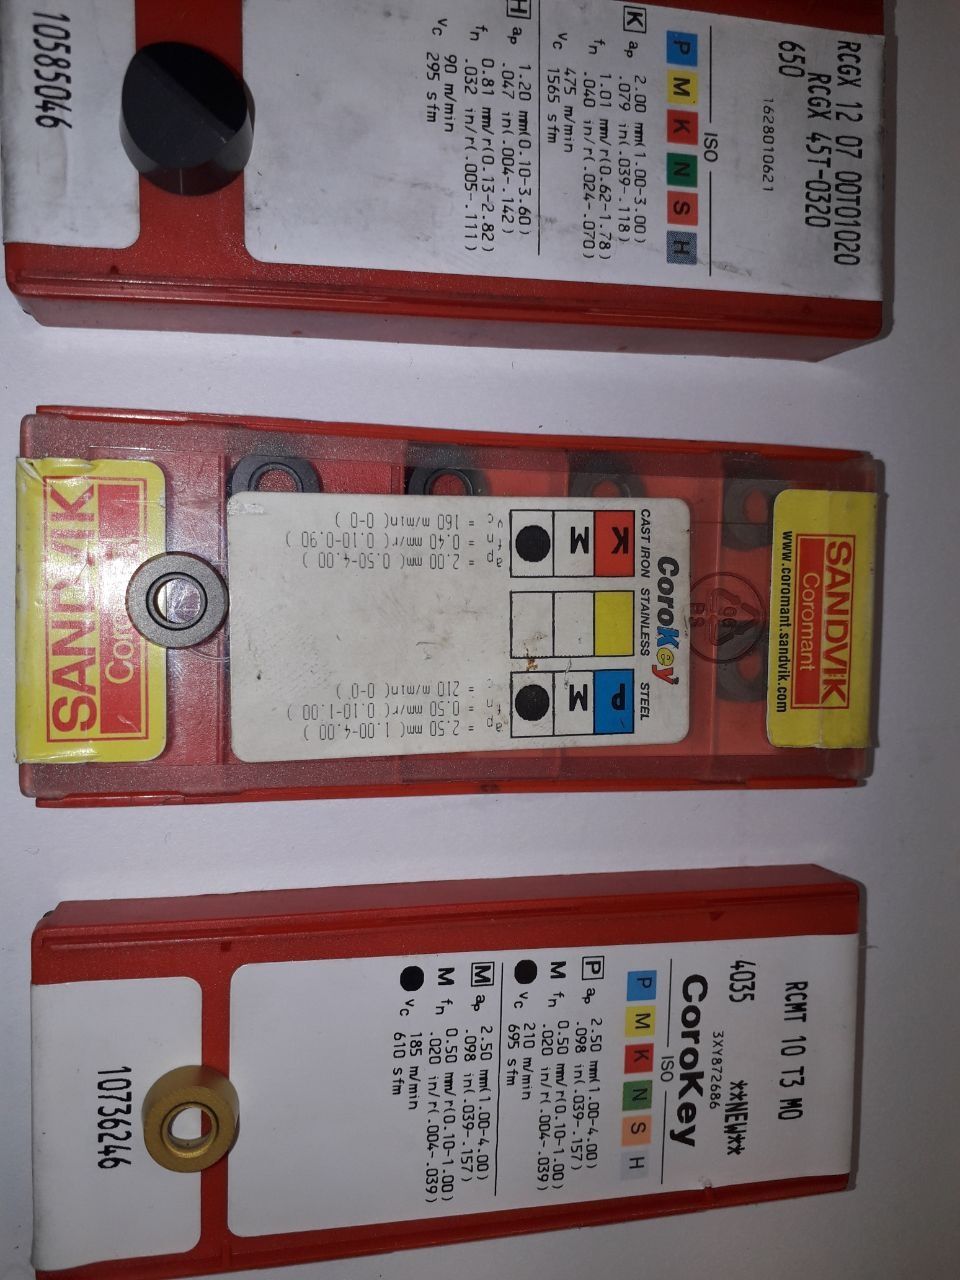 RCGX 12 07 00T01020
RCGX 45T-0320
650
1628010621
ISO
P M K N S H
K ap 2.00 mm(1.00-3.00)
.079 in(.039-.118)
fn 1.01 mm/r(0.62-1.78)
.040 in/r(.024-.070)
vc 475 m/min
1565 sfm
H ap 1.20 mm(0.10-3.60)
.047 in(.004-.142)
fn 0.81 mm/r(0.13-2.82)
.032 in/r(.005-.111)
vc 90 m/min
295 sfm
10585046
SANDVIK
Coromant
www.coromant.sandvik.com
CoroKey
CAST IRON STAINLESS STEEL
K P
M M
ap = 2.00 mm( 0.50-4.00 )
fn = 0.40 mm/r( 0.10-0.90 )
vc = 160 m/min( 0-0 )
ap = 2.50 mm( 1.00-4.00 )
fn = 0.50 mm/r( 0.10-1.00 )
vc = 210 m/min( 0-0 )
SANDVIK
RCMT 10 T3 M0
4035 **NEW**
3XY872686
CoroKey
ISO
P M K N S H
P ap 2.50 mm(1.00-4.00)
.098 in(.039-.157)
M fn 0.50 mm/r(0.10-1.00)
.020 in/r(.004-.039)
vc 210 m/min
695 sfm
M ap 2.50 mm(1.00-4.00)
.098 in(.039-.157)
M fn 0.50 mm/r(0.10-1.00)
.020 in/r(.004-.039)
vc 185 m/min
610 sfm
10736246